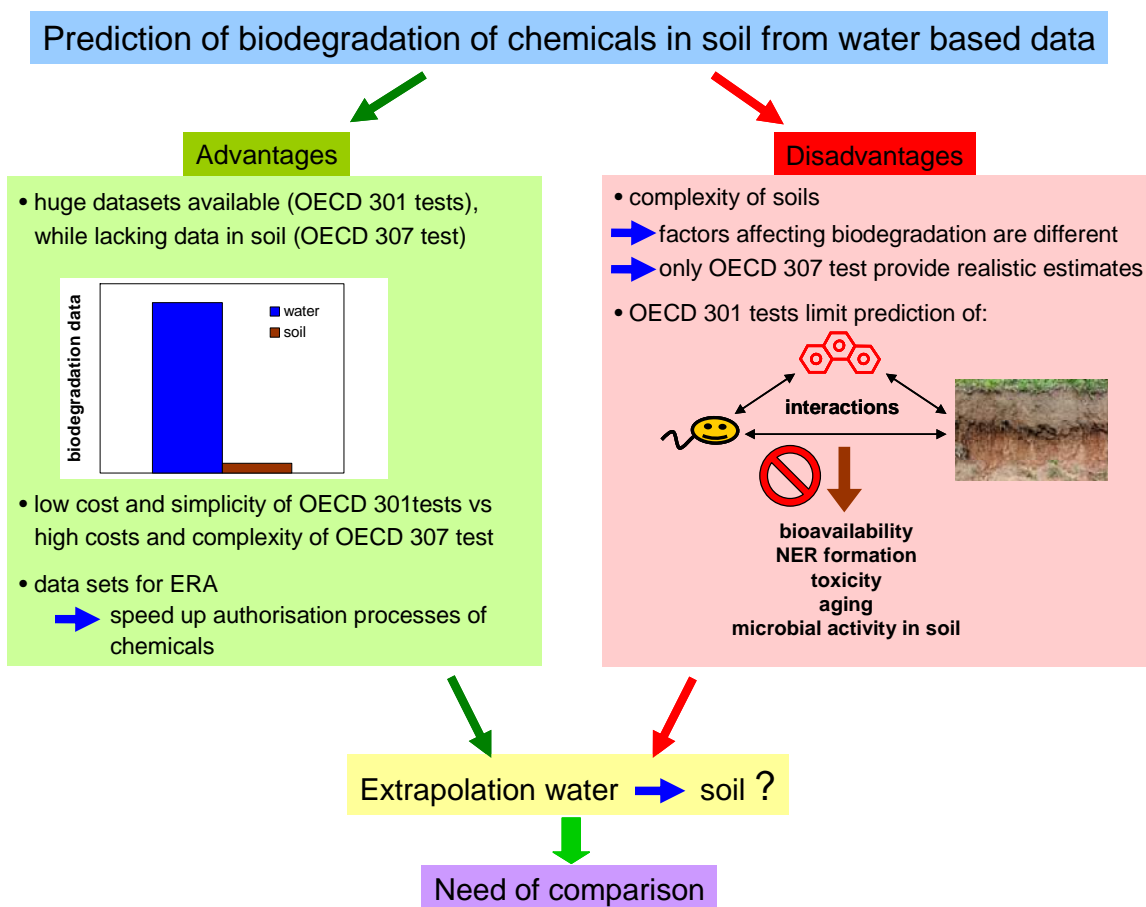 Prediction of biodegradation of chemicals in soil from water based data
Advantages
• huge datasets available (OECD 301 tests),
while lacking data in soil (OECD 307 test)
biodegradation data
water
soil
• low cost and simplicity of OECD 301tests vs
high costs and complexity of OECD 307 test
• data sets for ERA
speed up authorisation processes of
chemicals
Disadvantages
• complexity of soils
factors affecting biodegradation are different
only OECD 307 test provide realistic estimates
• OECD 301 tests limit prediction of:
interactions
bioavailability
NER formation
toxicity
aging
microbial activity in soil
Extrapolation water soil ?
Need of comparison